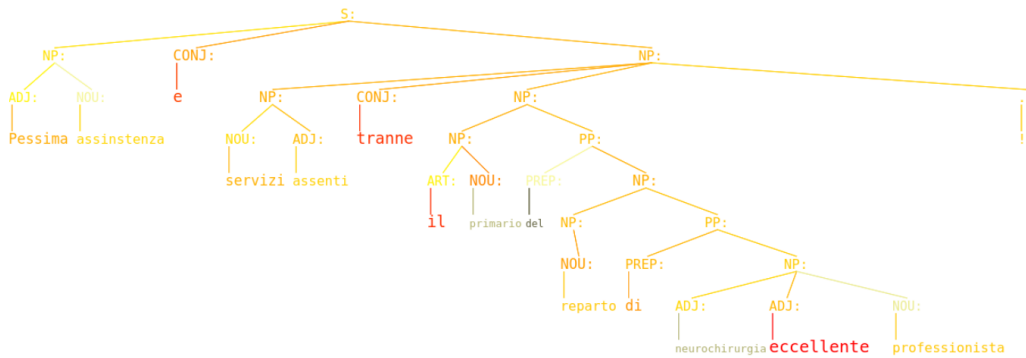 S:
NP: CONJ: NP:
ADJ: NOU: e NP: CONJ: NP: .
Pessima assinstenza NOU: ADJ: tranne NP: PP: !
servizi assenti ART: NOU: PREP: NP:
il primario del NP: PP:
NOU: PREP: NP:
reparto di ADJ: ADJ: NOU:
neurochirurgia eccellente professionista